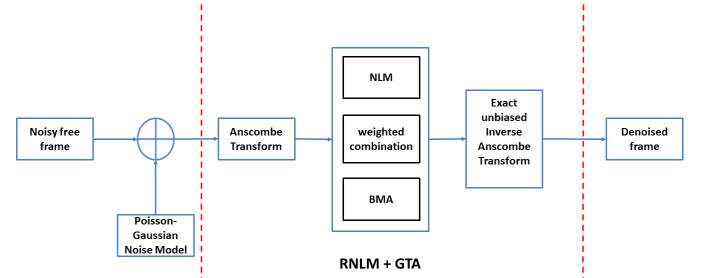 Noisy free
frame
Poisson-
Gaussian
Noise Model
Anscombe
Transform
NLM
weighted
combination
BMA
Exact
unbiased
Inverse
Anscombe
Transform
Denoised
frame
RNLM + GTA